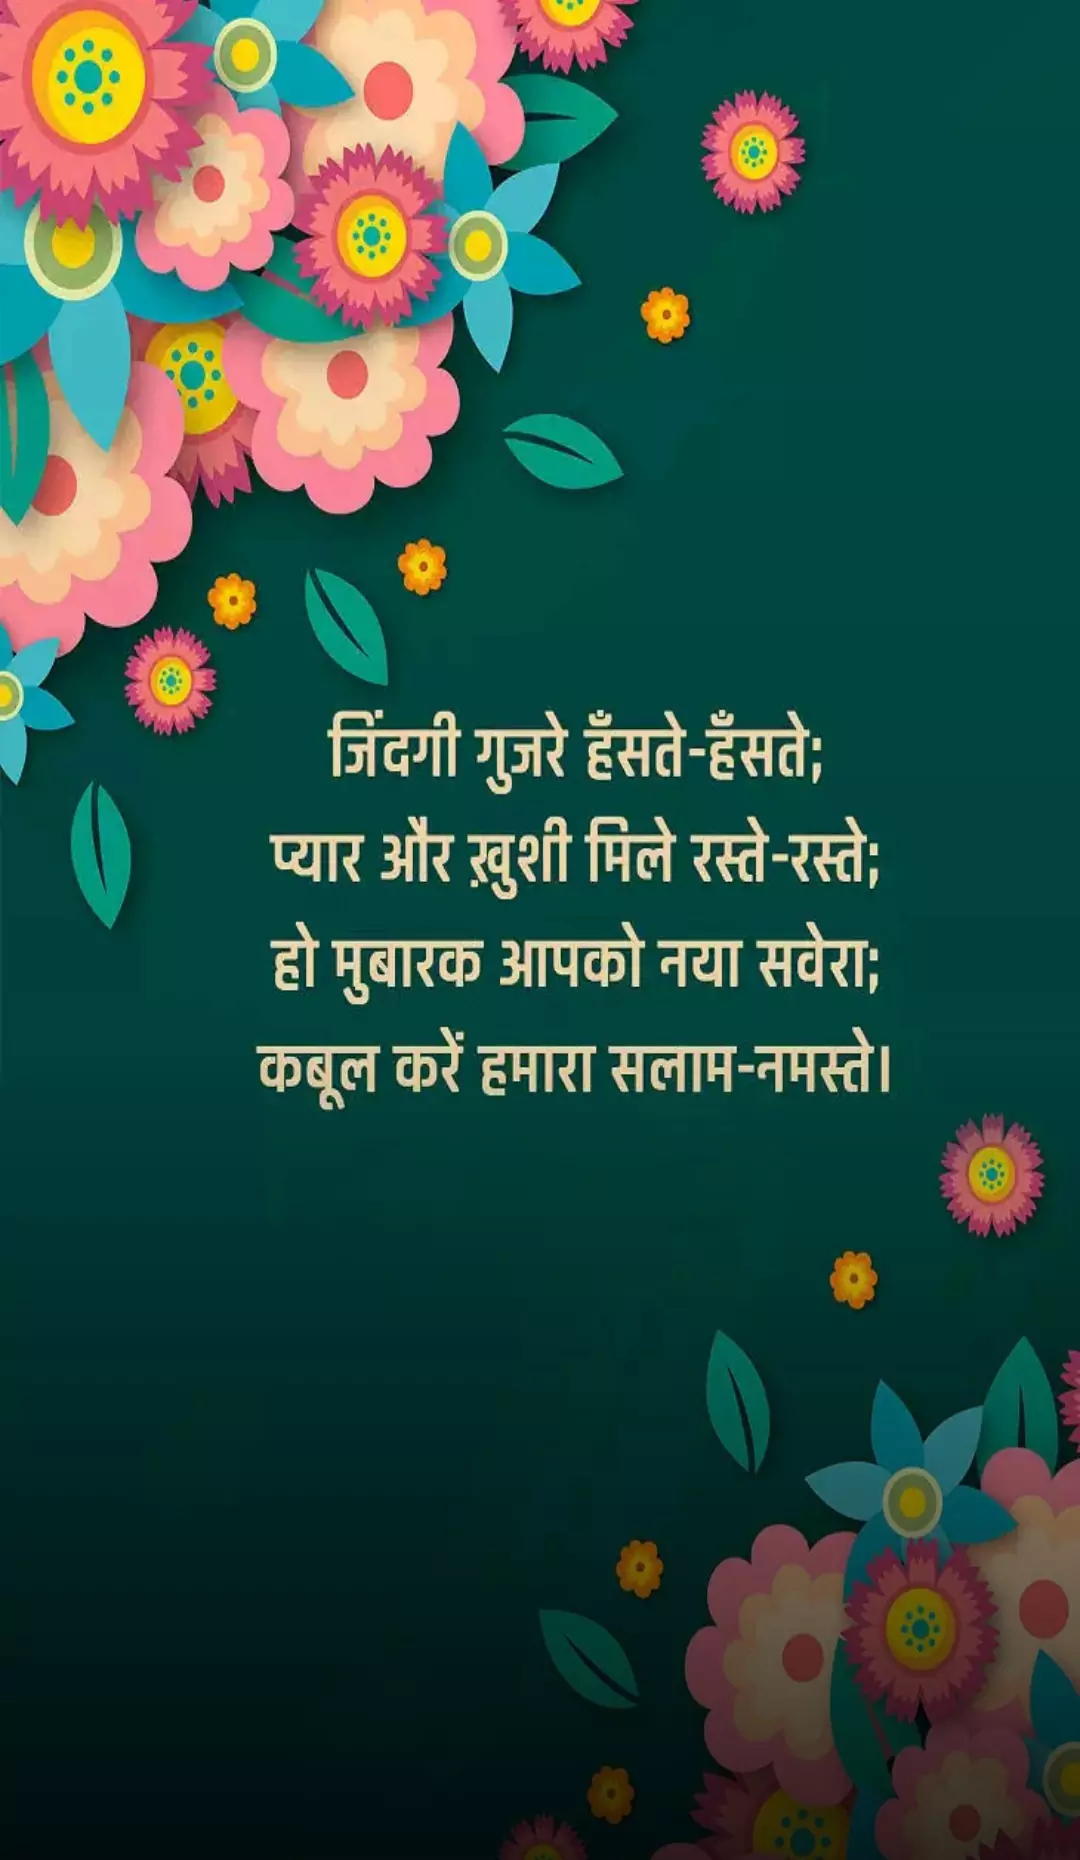 जिंदगी गुजरे हँसते-हँसते;
प्यार और ख़ुशी मिले रस्ते-रस्ते;
हो मुबारक आपको नया सवेरा;
कबूल करें हमारा सलाम-नमस्ते।